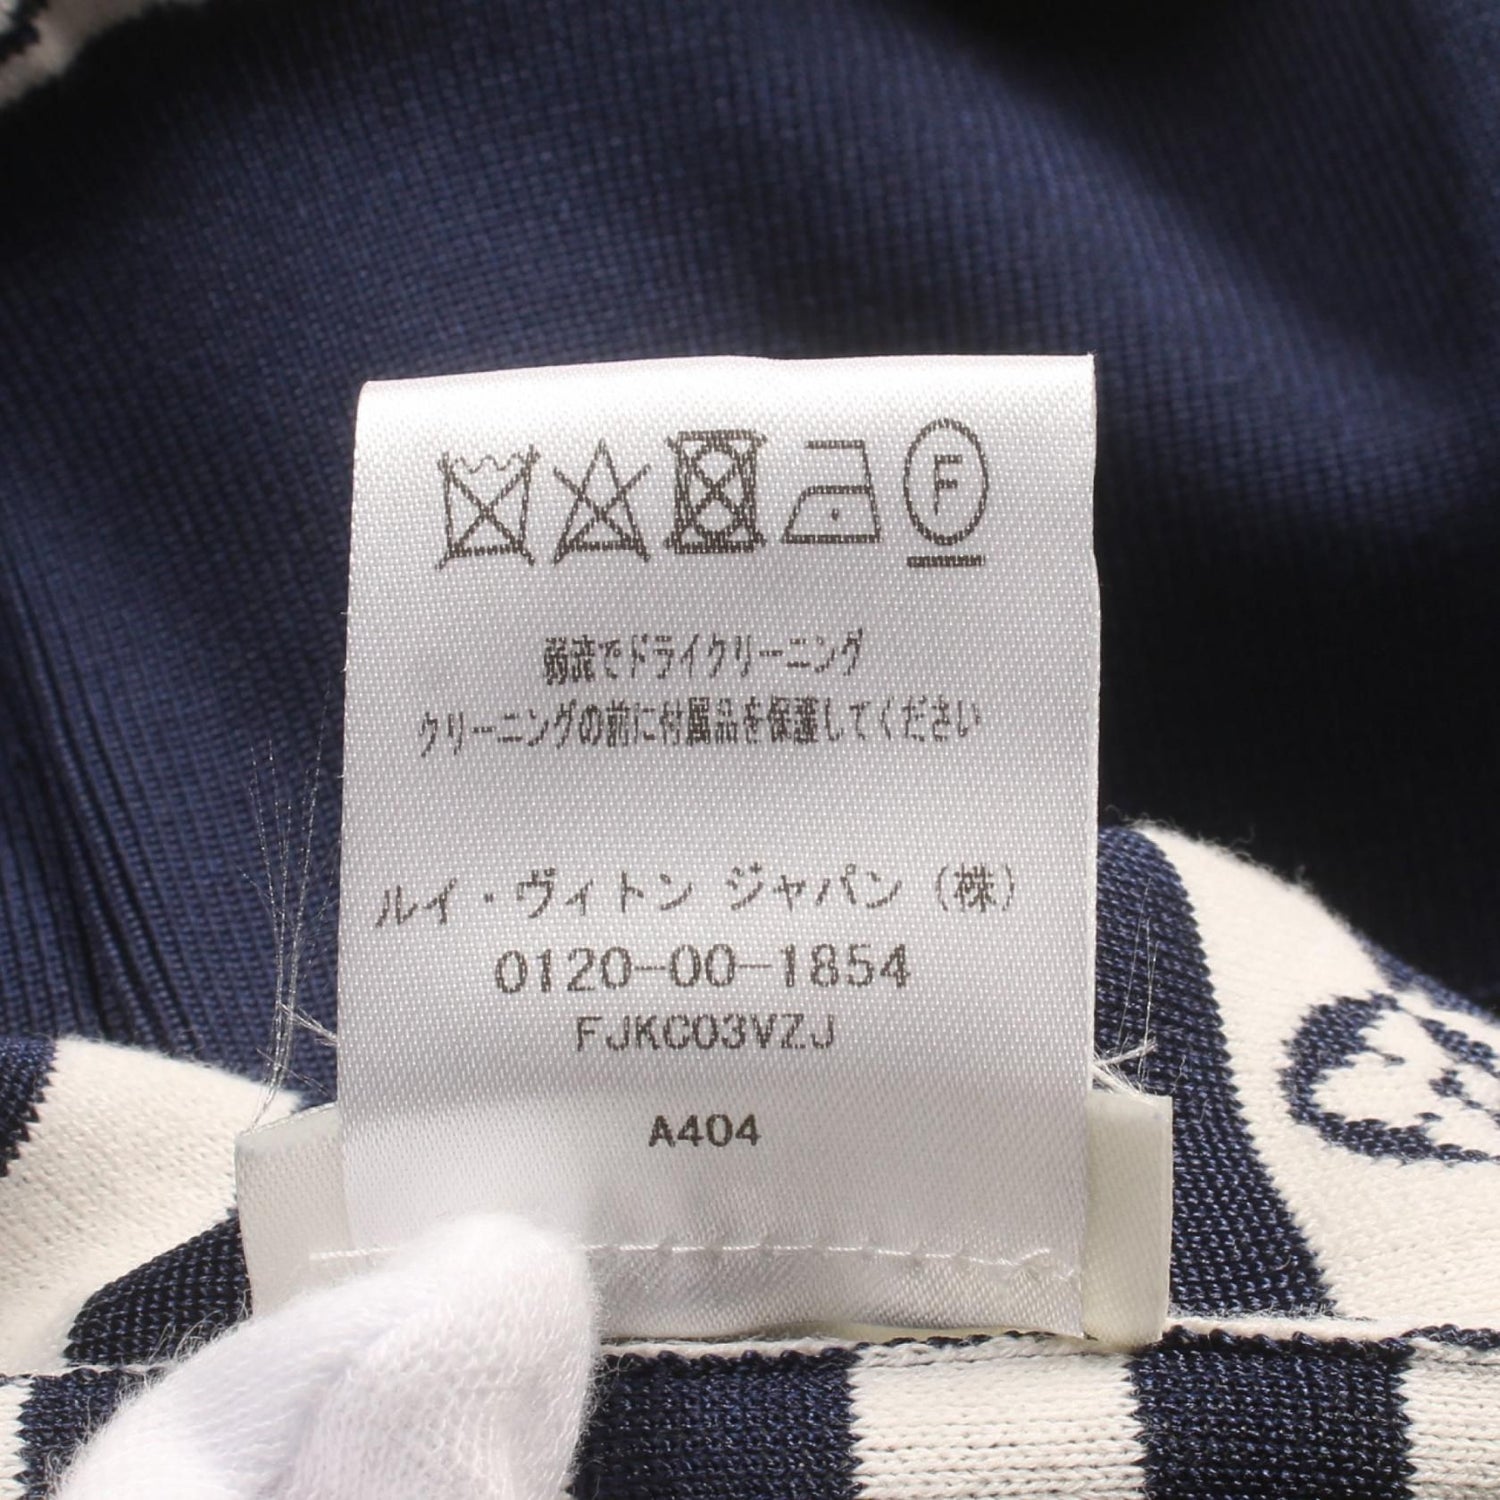 F
弱流でドライクリーニング
クリーニングの前に付属品を保護してください
ルイ・ヴィトン ジャパン (株)
0120-00-1854
FJKC03VZJ
A404